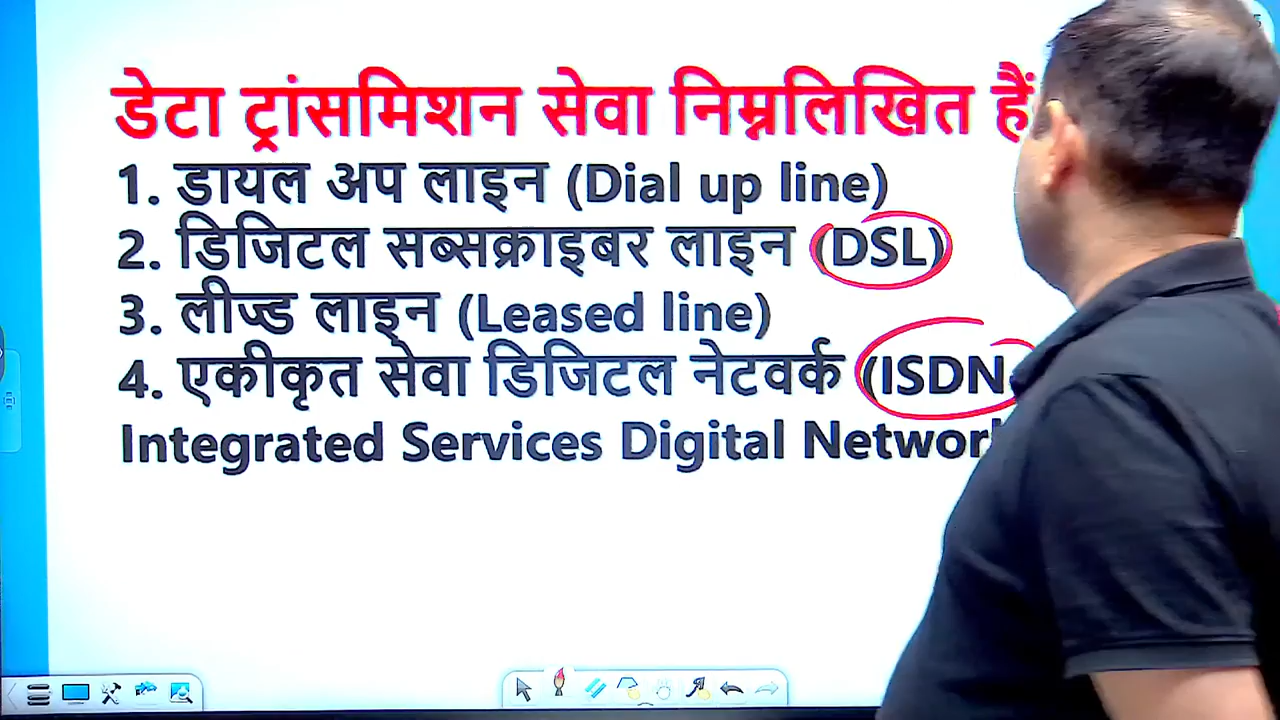 डेटा ट्रांसमिशन सेवा निम्नलिखित हैं
1. डायल अप लाइन (Dial up line)
2. डिजिटल सब्सक्राइबर लाइन (DSL)
3. लीज्ड लाइन (Leased line)
4. एकीकृत सेवा डिजिटल नेटवर्क (ISDN
Integrated Services Digital Network